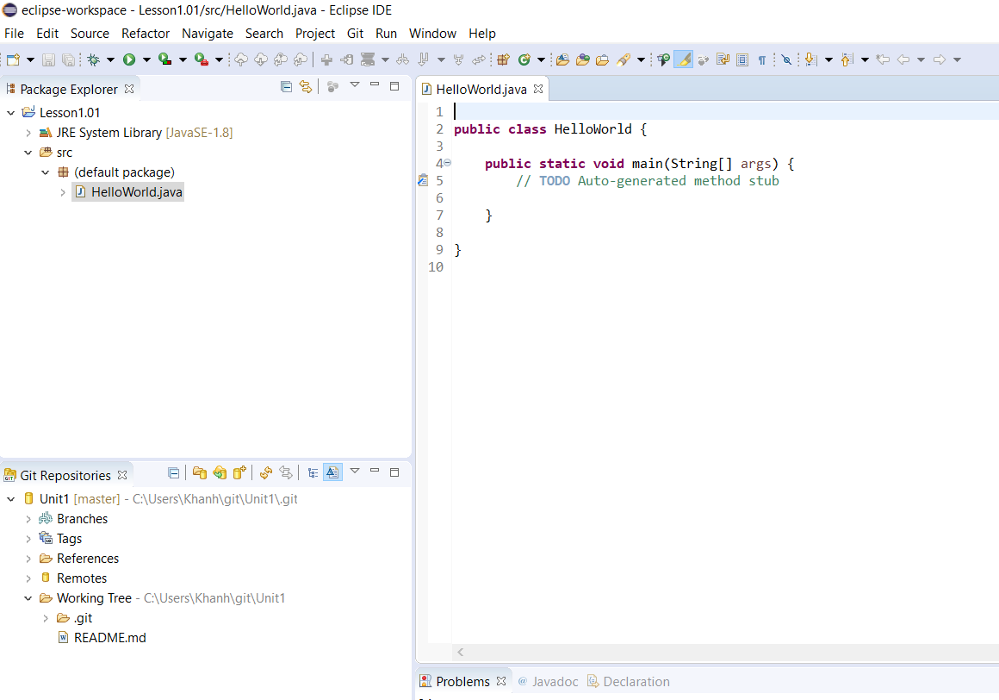 eclipse-workspace - Lesson1.01/src/HelloWorld.java - Eclipse IDE
File Edit Source Refactor Navigate Search Project Git Run Window Help
Package Explorer
Lesson1.01
JRE System Library [JavaSE-1.8]
src
(default package)
HelloWorld.java
HelloWorld.java
1
2 public class HelloWorld {
3
4 public static void main(String[] args) {
5 // TODO Auto-generated method stub
6
7 }
8
9 }
10
Git Repositories
Unit1 [master] - C:\Users\Khanh\git\Unit1\.git
Branches
Tags
References
Remotes
Working Tree - C:\Users\Khanh\git\Unit1
.git
README.md
Problems @ Javadoc Declaration